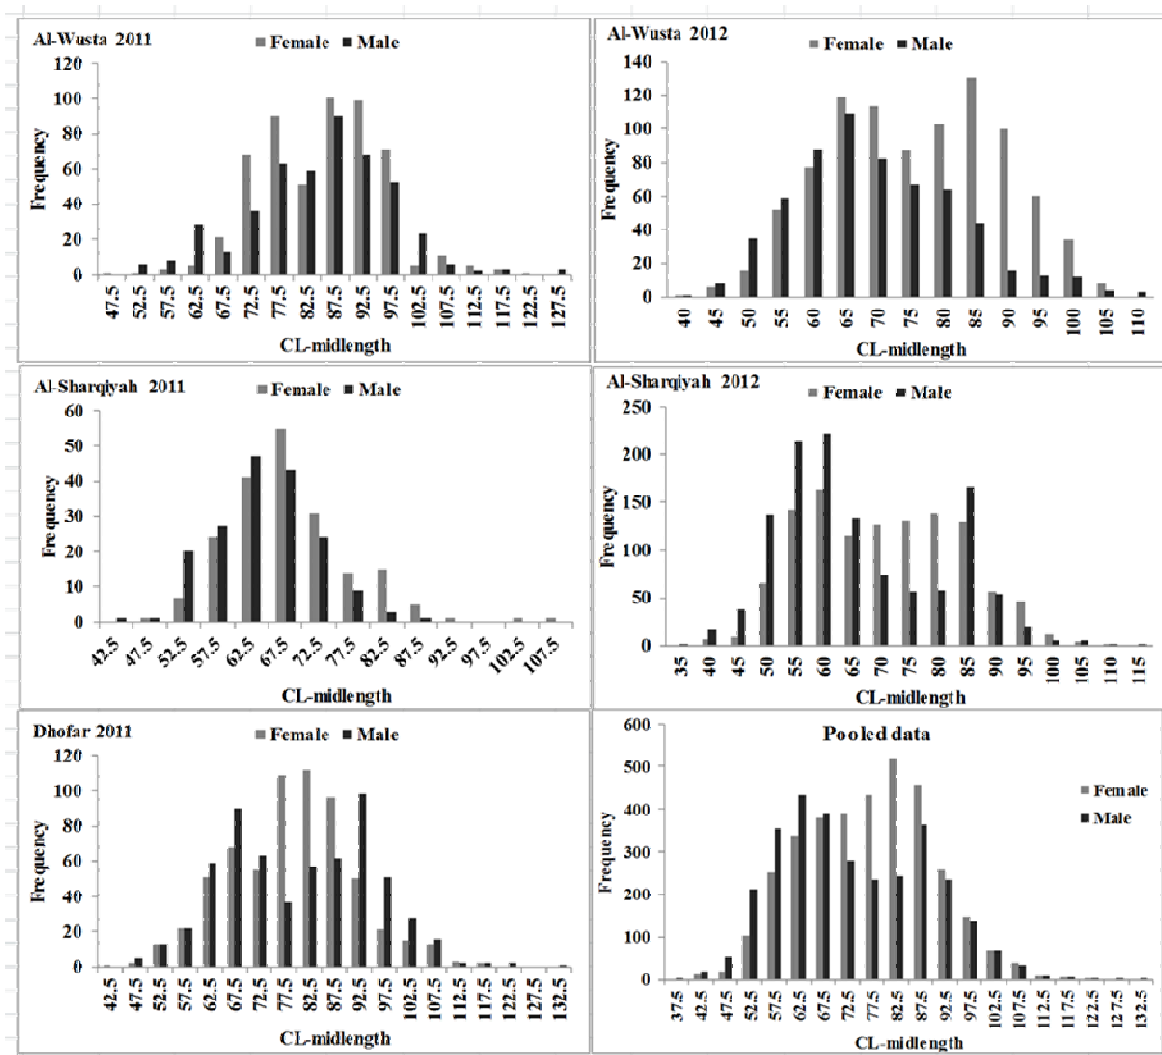 Al-Wusta 2011
Female Male
120
100
80
60
40
20
0
Frequency
47.5 52.5 57.5 62.5 67.5 72.5 77.5 82.5 87.5 92.5 97.5 102.5 107.5 112.5 117.5 122.5 127.5
CL-midlength
Al-Wusta 2012
Female Male
140
120
100
80
60
40
20
0
Frequency
40 45 50 55 60 65 70 75 80 85 90 95 100 105 110
CL-midlength
Al-Sharqiyah 2011
Female Male
60
50
40
30
20
10
0
Frequency
42.5 47.5 52.5 57.5 62.5 67.5 72.5 77.5 82.5 87.5 92.5 97.5 102.5 107.5
CL-midlength
Al-Sharqiyah 2012
Female Male
250
200
150
100
50
0
Frequency
35 40 45 50 55 60 65 70 75 80 85 90 95 100 105 110 115
CL-midlength
Dhofar 2011
Female Male
120
100
80
60
40
20
0
Frequency
42.5 47.5 52.5 57.5 62.5 67.5 72.5 77.5 82.5 87.5 92.5 97.5 102.5 107.5 112.5 117.5 122.5 127.5 132.5
CL-midlength
Pooled data
Female
Male
600
500
400
300
200
100
0
Frequency
37.5 42.5 47.5 52.5 57.5 62.5 67.5 72.5 77.5 82.5 87.5 92.5 97.5 102.5 107.5 112.5 117.5 122.5 127.5 132.5
CL-midlength